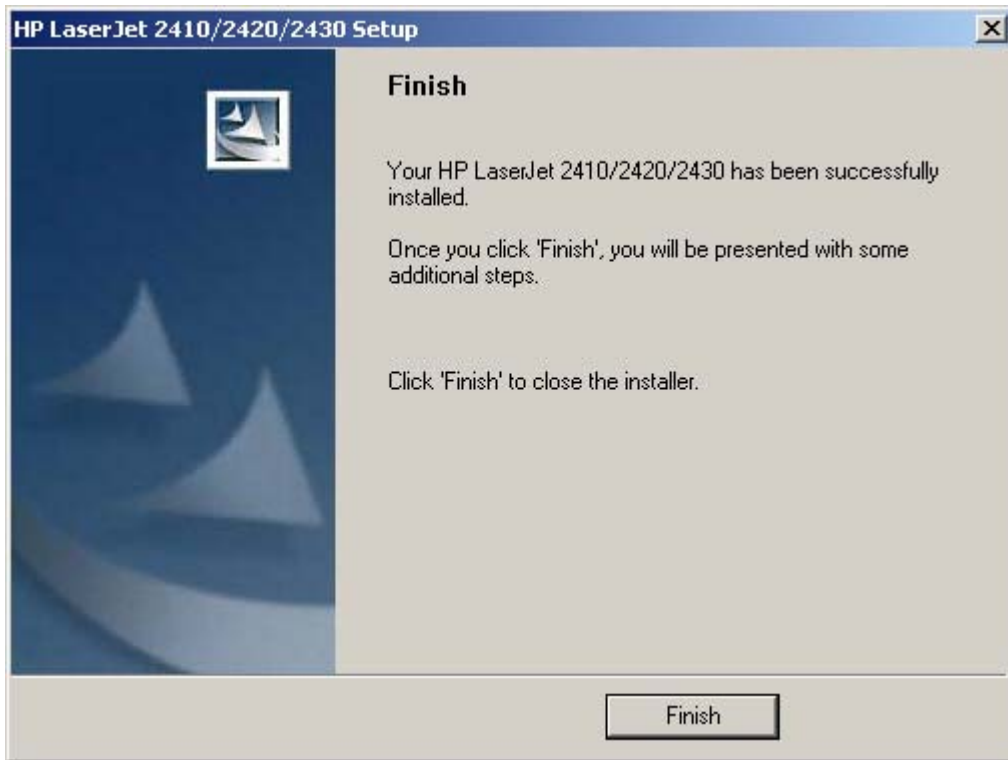 HP LaserJet 2410/2420/2430 Setup
Finish
Your HP LaserJet 2410/2420/2430 has been successfully
installed.
Once you click 'Finish', you will be presented with some
additional steps.
Click 'Finish' to close the installer.
Finish